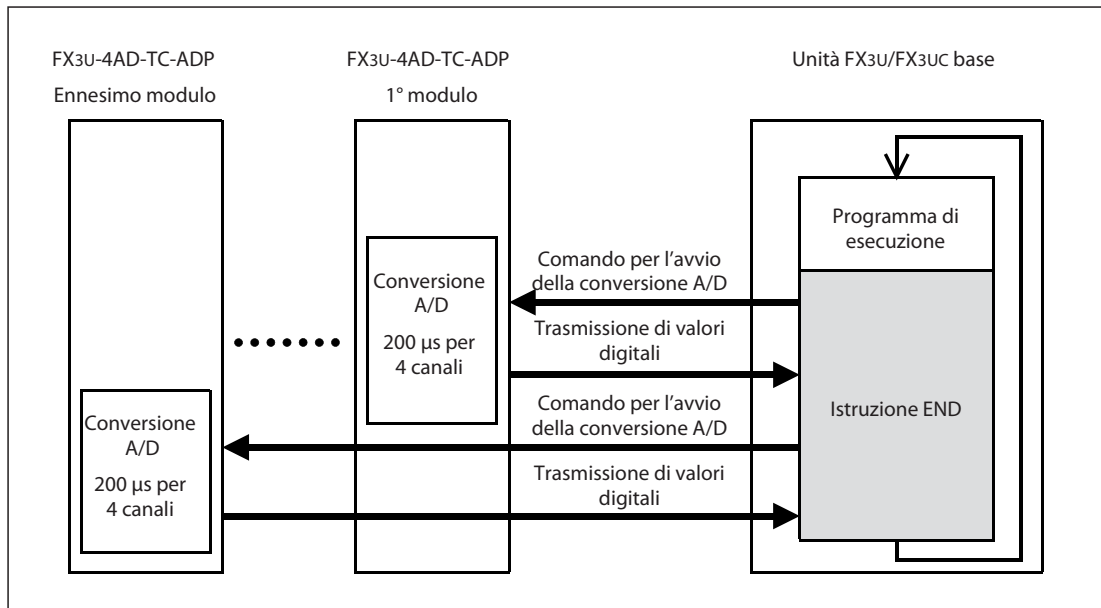 FX3U-4AD-TC-ADP
Ennesimo modulo
FX3U-4AD-TC-ADP
1° modulo
Unità FX3U/FX3UC base
Programma di
esecuzione
Comando per l'avvio
della conversione A/D
Conversione
A/D
200 µs per
4 canali
Trasmissione di valori
digitali
Istruzione END
Comando per l'avvio
della conversione A/D
Conversione
A/D
200 µs per
4 canali
Trasmissione di valori
digitali